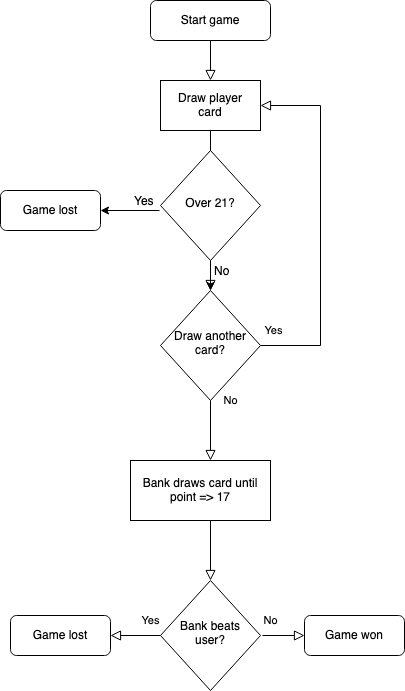 Start game
Draw player
card
Over 21?
Yes
Game lost
No
Draw another
card?
Yes
No
Bank draws card until
point => 17
Bank beats
user?
Yes
No
Game lost
Game won